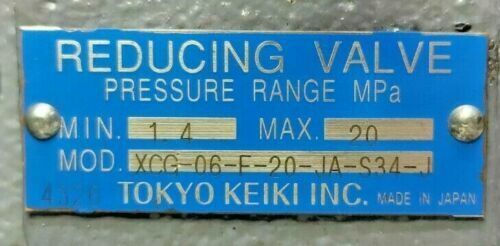 REDUCING VALVE
PRESSURE RANGE MPa
MIN. 1.4 MAX. 20
MOD. XCG-06-F-20-JA-S34-J
4326 TOKYO KEIKI INC. MADE IN JAPAN